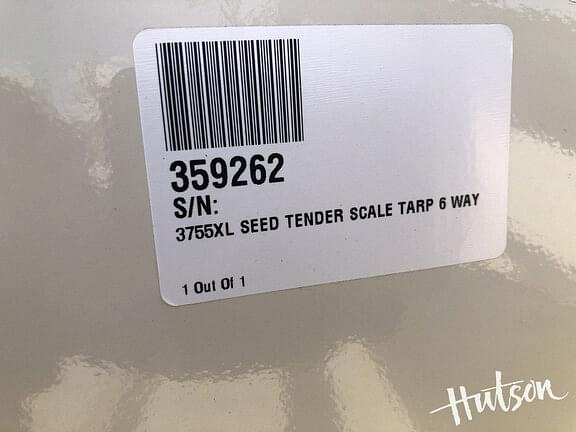 359262
S/N:
3755XL SEED TENDER SCALE TARP 6 WAY
1 Out Of 1
Hutson